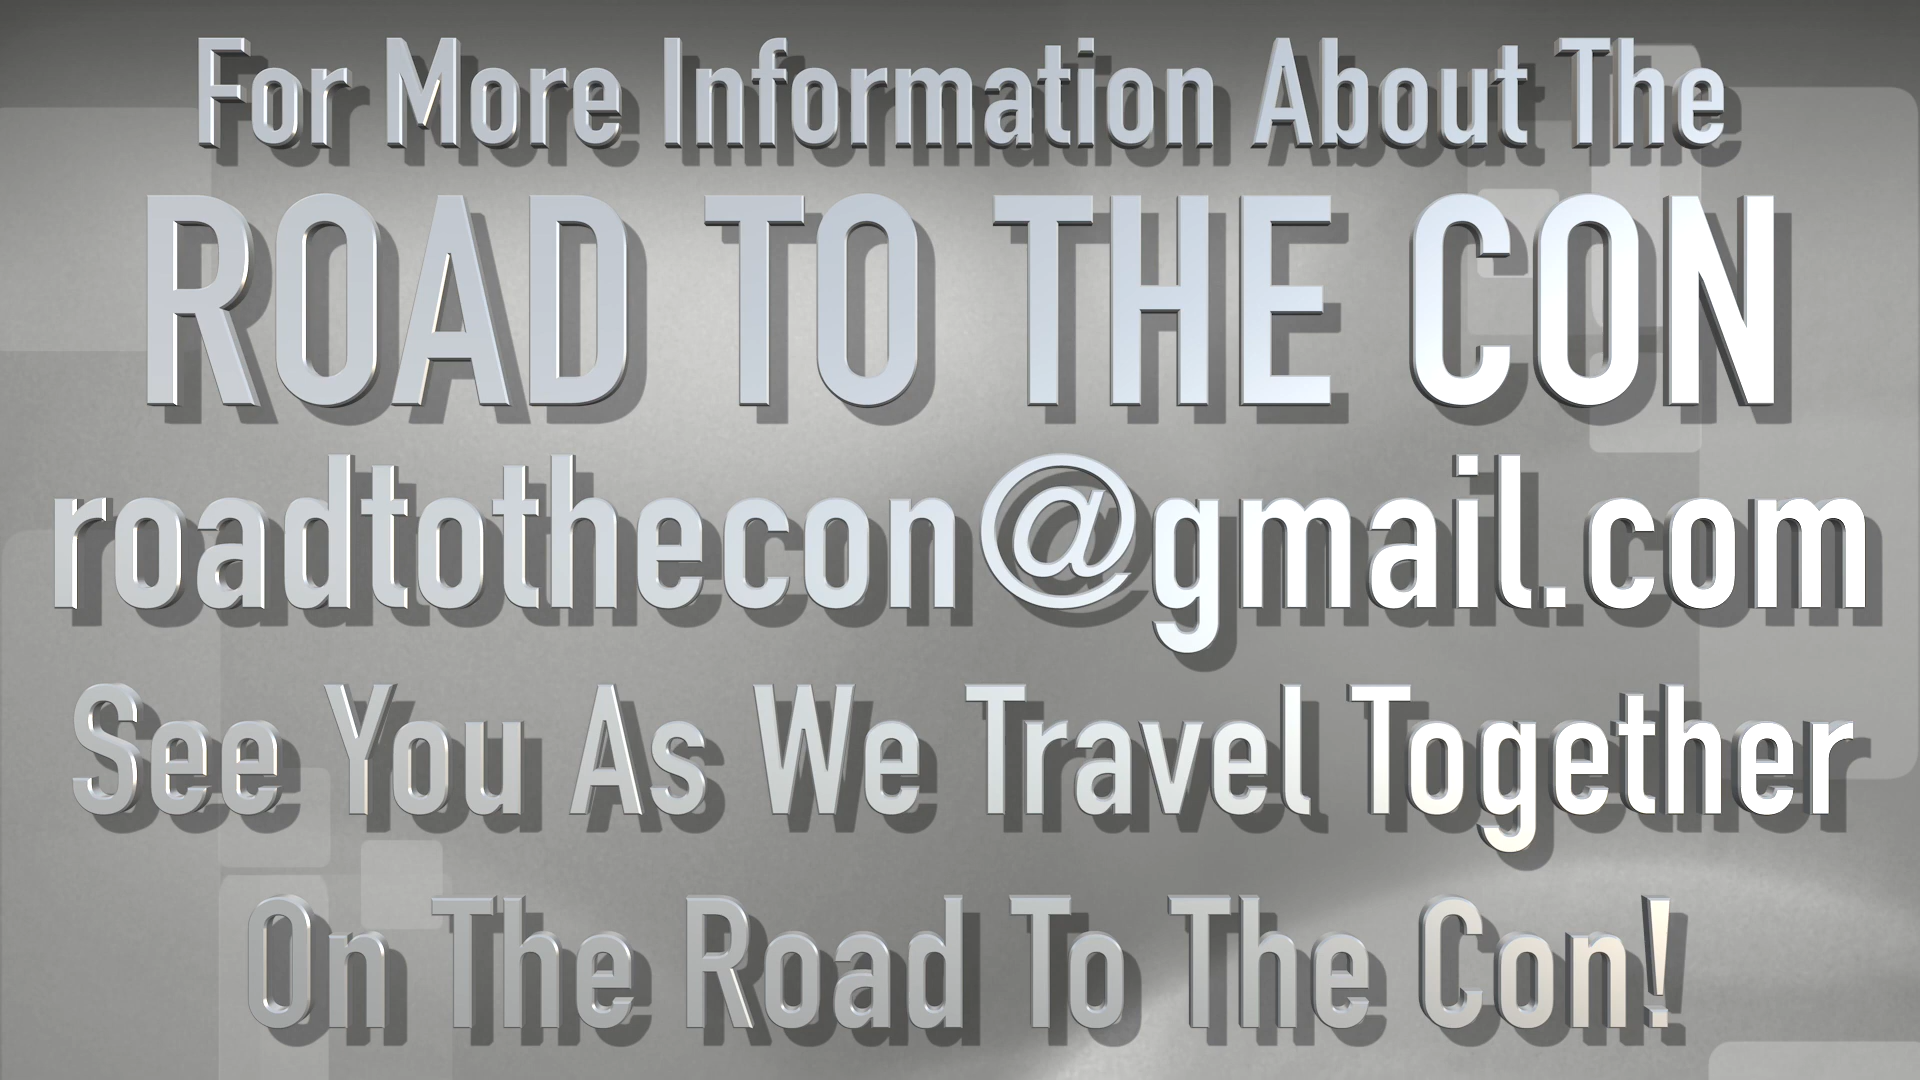 For More Information About The
ROAD TO THE CON
roadtothecon@gmail.com
See You As We Travel Together
On The Road To The Con!